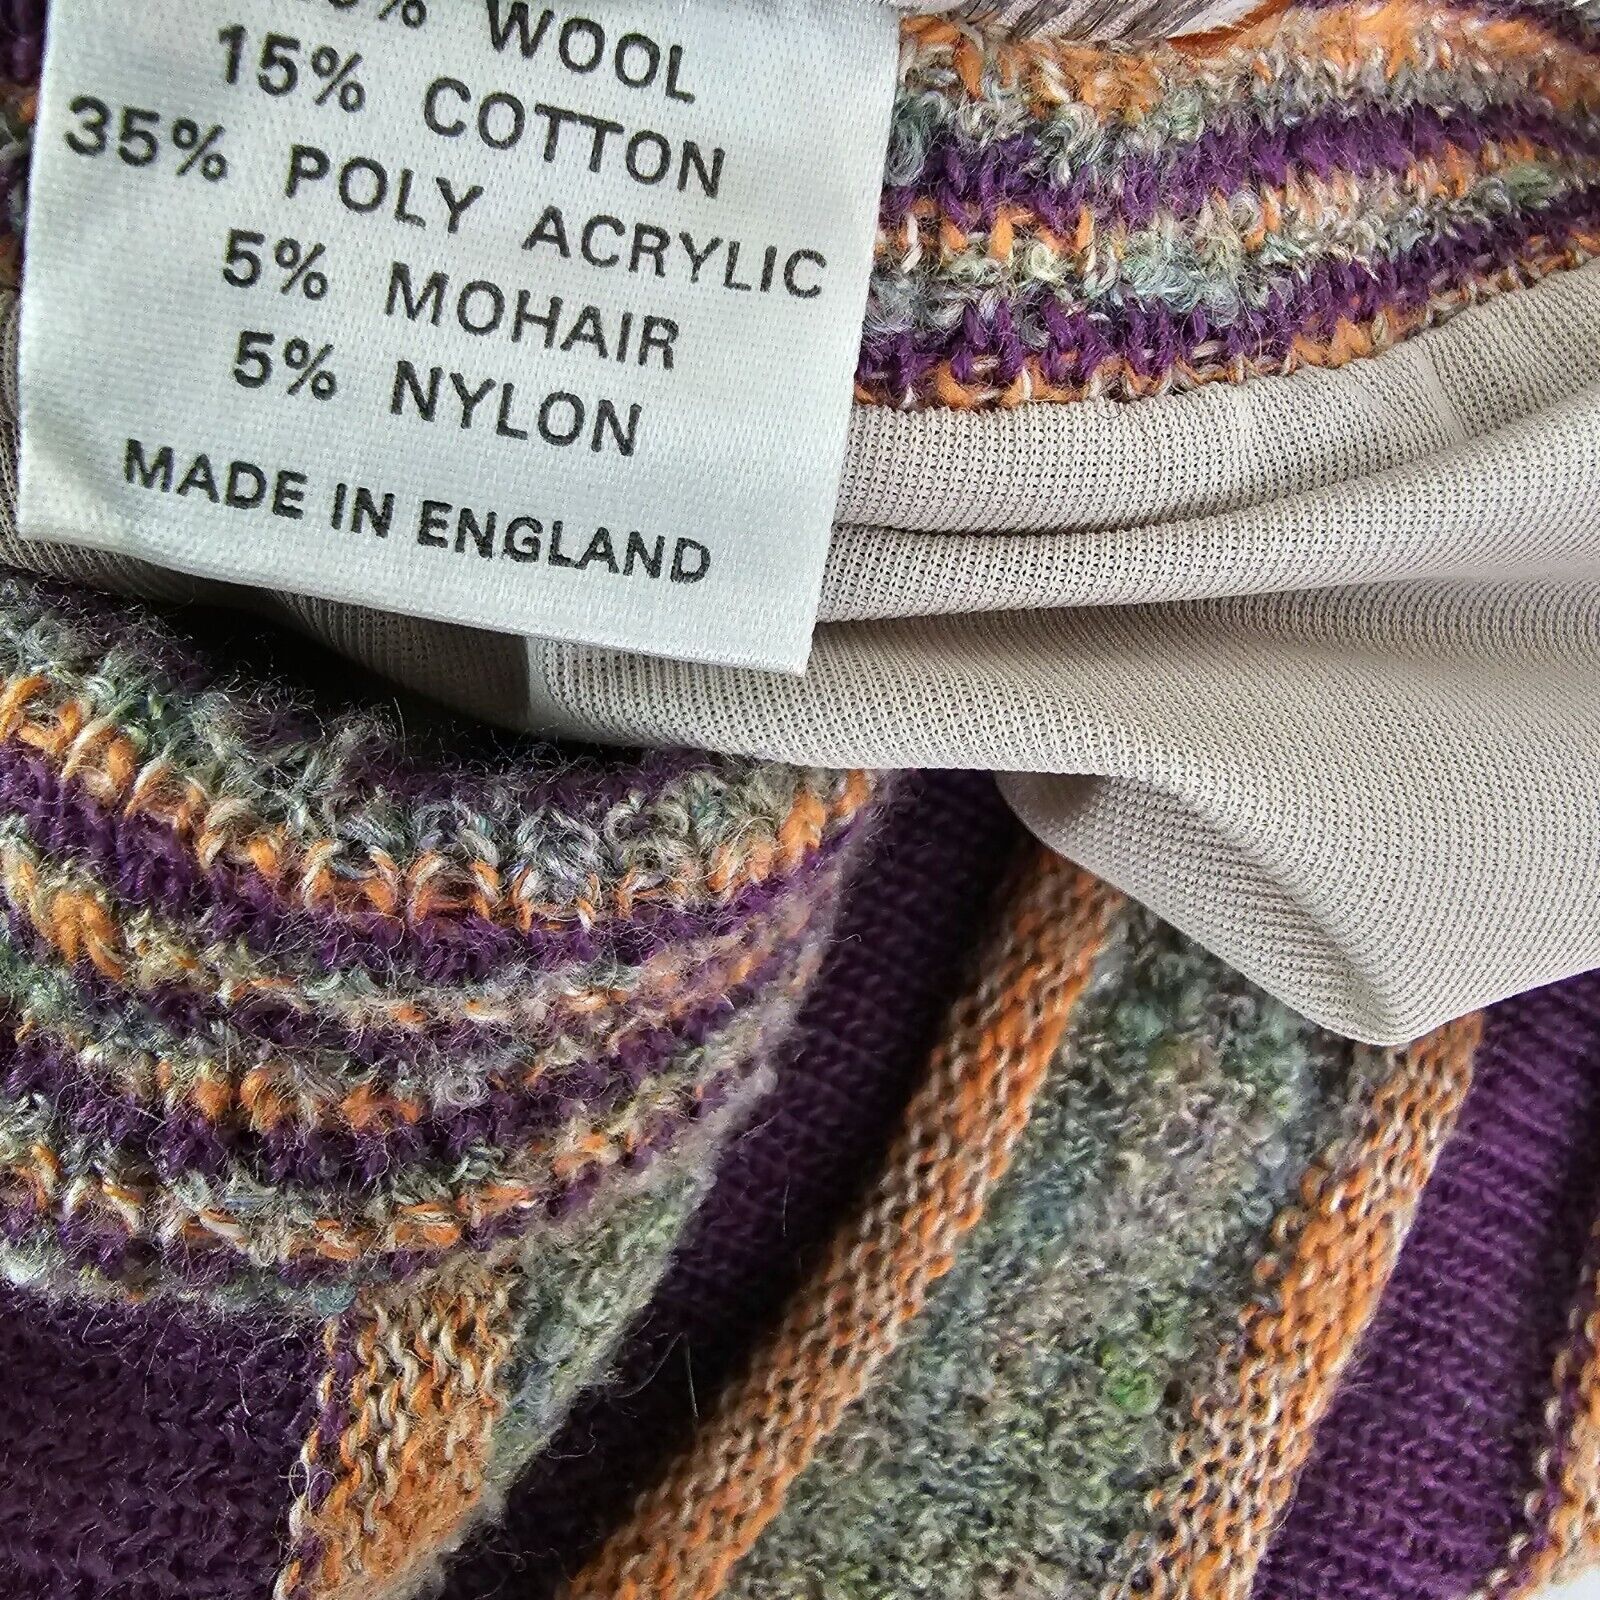 % WOOL
15% COTTON
35% POLY ACRYLIC
5% MOHAIR
5% NYLON
MADE IN ENGLAND